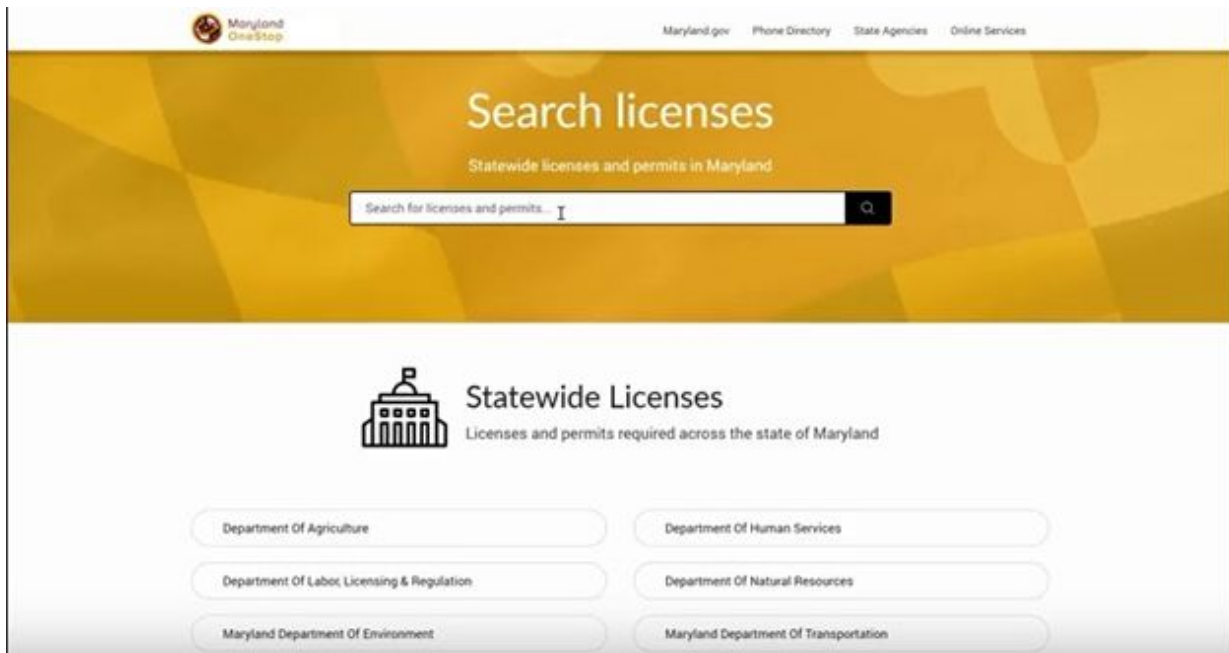 Maryland
OneStop
Maryland.gov Phone Directory State Agencies Online Services
Search licenses
Statewide licenses and permits in Maryland
Search for licenses and permits...
Statewide Licenses
Licenses and permits required across the state of Maryland
Department Of Agriculture
Department Of Human Services
Department Of Labor, Licensing & Regulation
Department Of Natural Resources
Maryland Department Of Environment
Maryland Department Of Transportation